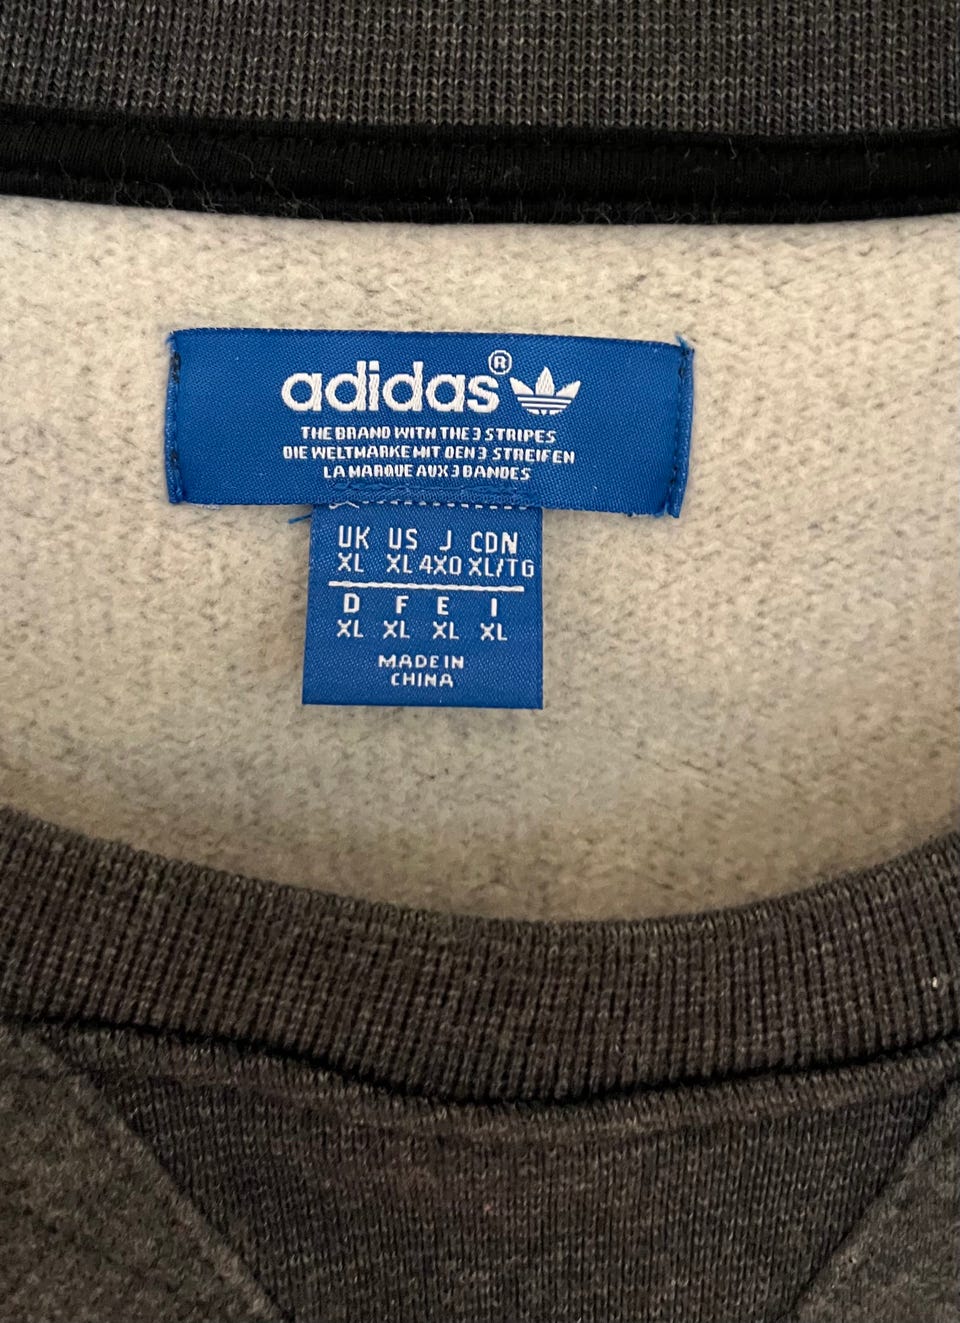 adidas®
THE BRAND WITH THE 3 STRIPES
DIE WELTMARKE MIT DEN 3 STREIFEN
LA MARQUE AUX 3 BANDES
UK US J CDN
XL XL 4XO XL/TG
D F E I
XL XL XL XL
MADE IN
CHINA